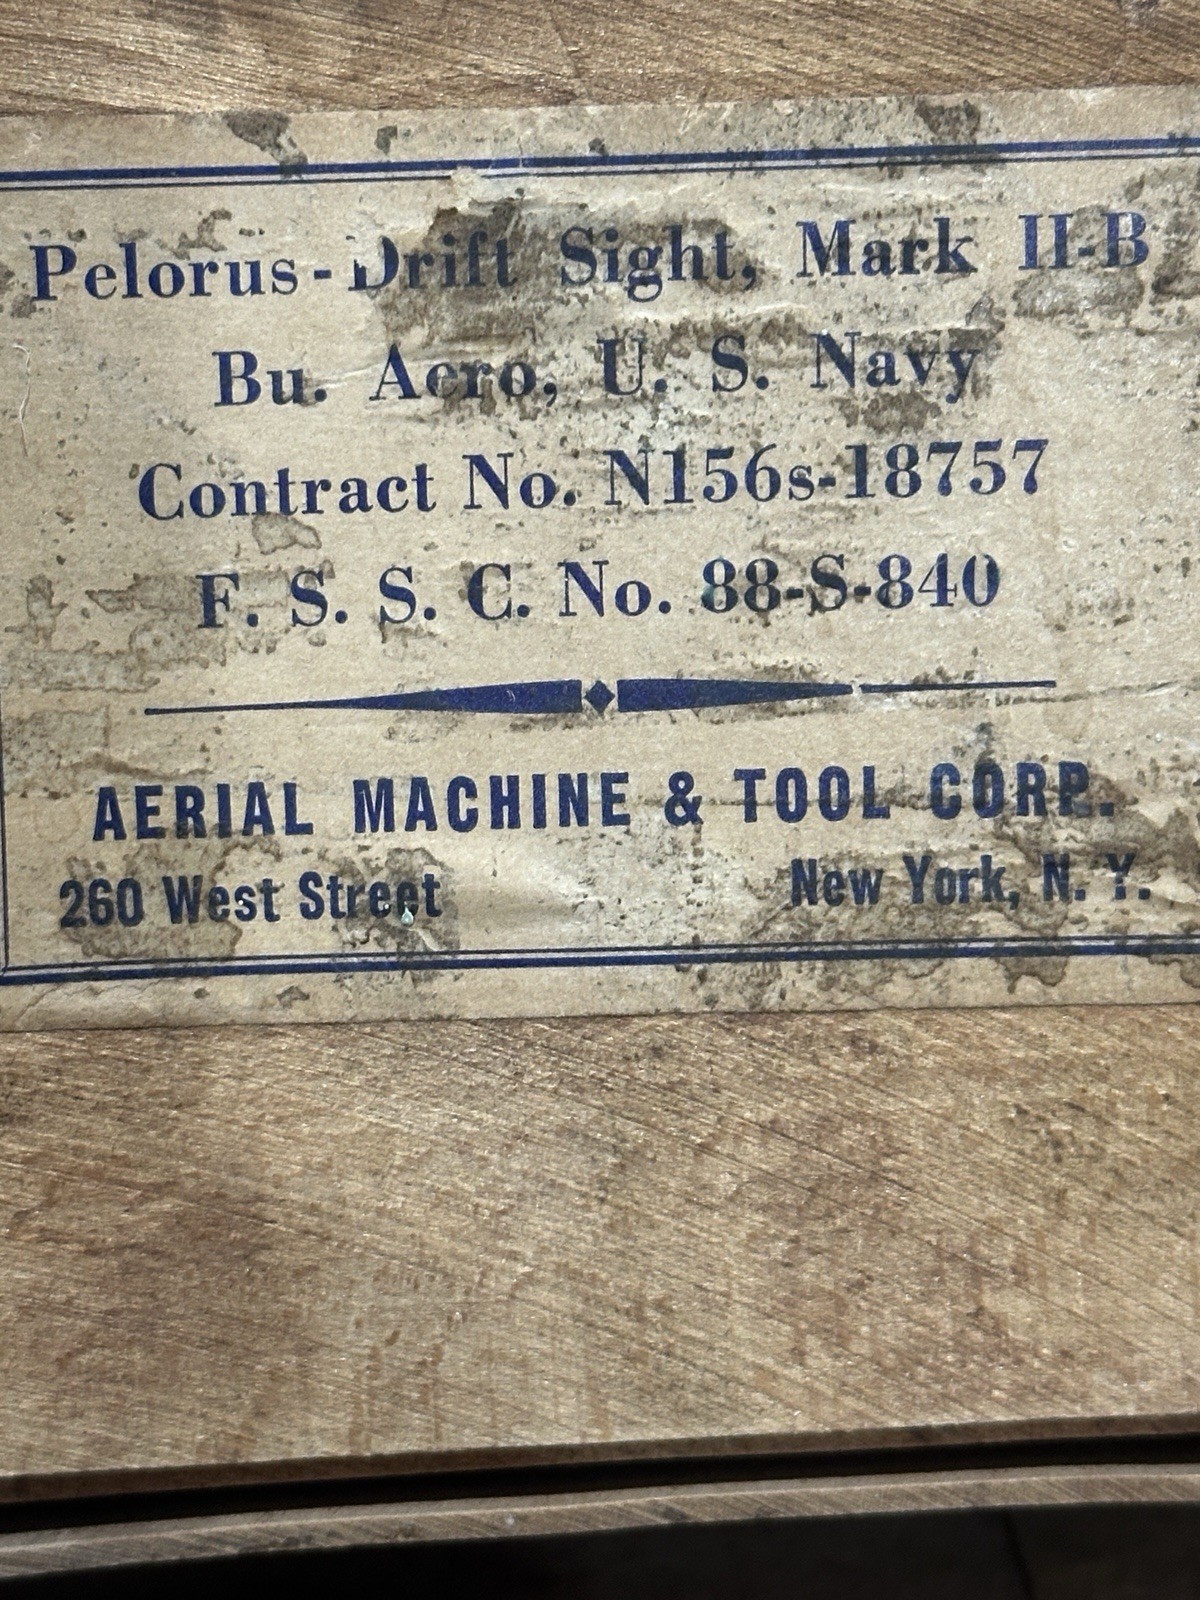 Pelorus-Drift Sight, Mark II-B
Bu. Aero, U. S. Navy
Contract No. N156s-18757
F. S. S. C. No. 88-S-840
AERIAL MACHINE & TOOL CORP.
260 West Street New York, N. Y.